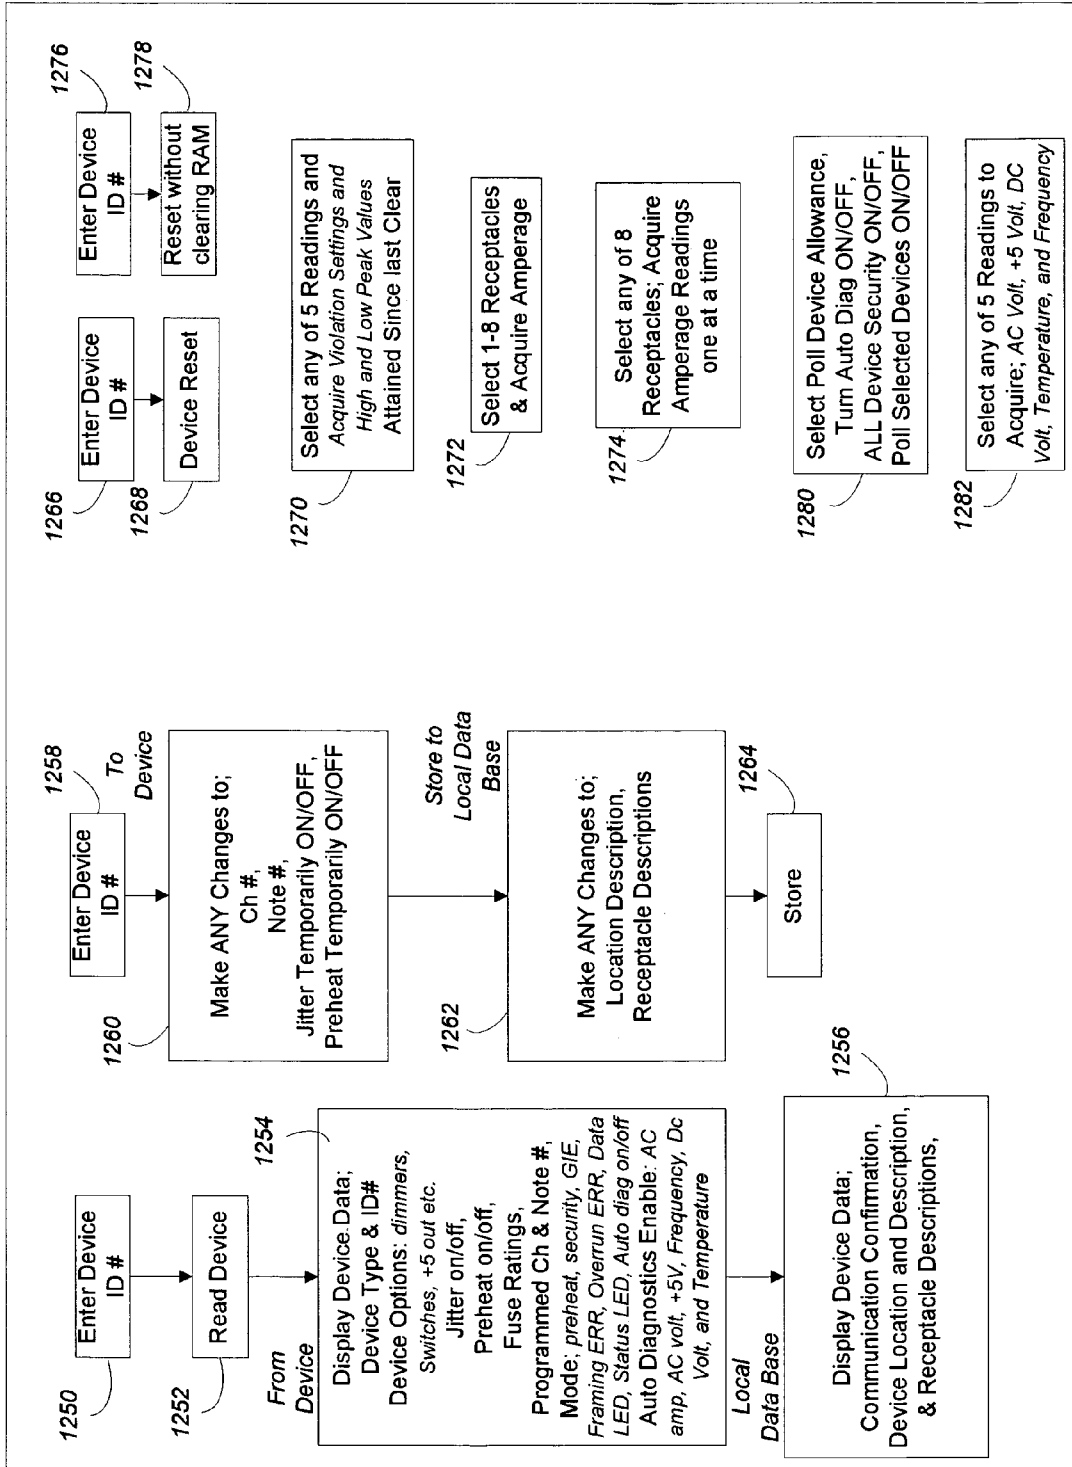 1250
Enter Device
ID #
1252
Read Device
From
Device
1254
Display Device Data;
Device Type & ID#
Device Options: dimmers,
Switches, +5 out etc.
Jitter on/off,
Preheat on/off,
Fuse Ratings,
Programmed Ch & Note #,
Mode; preheat, security, GIE,
Framing ERR, Overrun ERR, Data
LED, Status LED, Auto diag on/off
Auto Diagnostics Enable: AC
amp, AC volt, +5V, Frequency, Dc
Volt, and Temperature
Local
Data Base
1256
Display Device Data;
Communication Confirmation,
Device Location and Description,
& Receptacle Descriptions,
1258
Enter Device
ID #
To
Device
1260
Make ANY Changes to;
Ch #,
Note #,
Jitter Temporarily ON/OFF,
Preheat Temporarily ON/OFF
Store to
Local Data
Base
1262
Make ANY Changes to;
Location Description,
Receptacle Descriptions
1264
Store
1266
Enter Device
ID #
1268
Device Reset
1276
Enter Device
ID #
1278
Reset without
clearing RAM
1270
Select any of 5 Readings and
Acquire Violation Settings and
High and Low Peak Values
Attained Since last Clear
1272
Select 1-8 Receptacles
& Acquire Amperage
1274
Select any of 8
Receptacles; Acquire
Amperage Readings
one at a time
1280
Select Poll Device Allowance,
Turn Auto Diag ON/OFF,
ALL Device Security ON/OFF,
Poll Selected Devices ON/OFF
1282
Select any of 5 Readings to
Acquire; AC Volt, +5 Volt, DC
Volt, Temperature, and Frequency